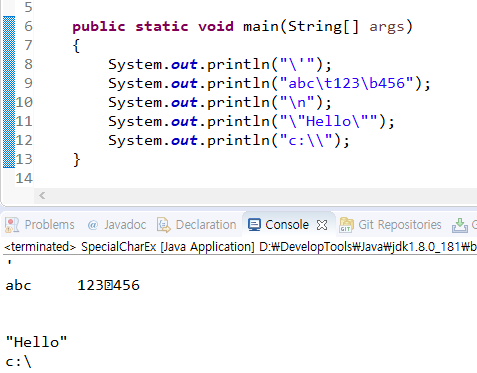 5
6 public static void main(String[] args)
7 {
8 System.out.println("\'");
9 System.out.println("abc\t123\b456");
10 System.out.println("\n");
11 System.out.println("\"Hello\"");
12 System.out.println("c:\\");
13 }
14
Problems @ Javadoc Declaration Console Git Repositories G
<terminated> SpecialCharEx [Java Application] D:₩DevelopTools₩Java₩jdk1.8.0_181₩b
'
abc 123␈456
"Hello"
c:\